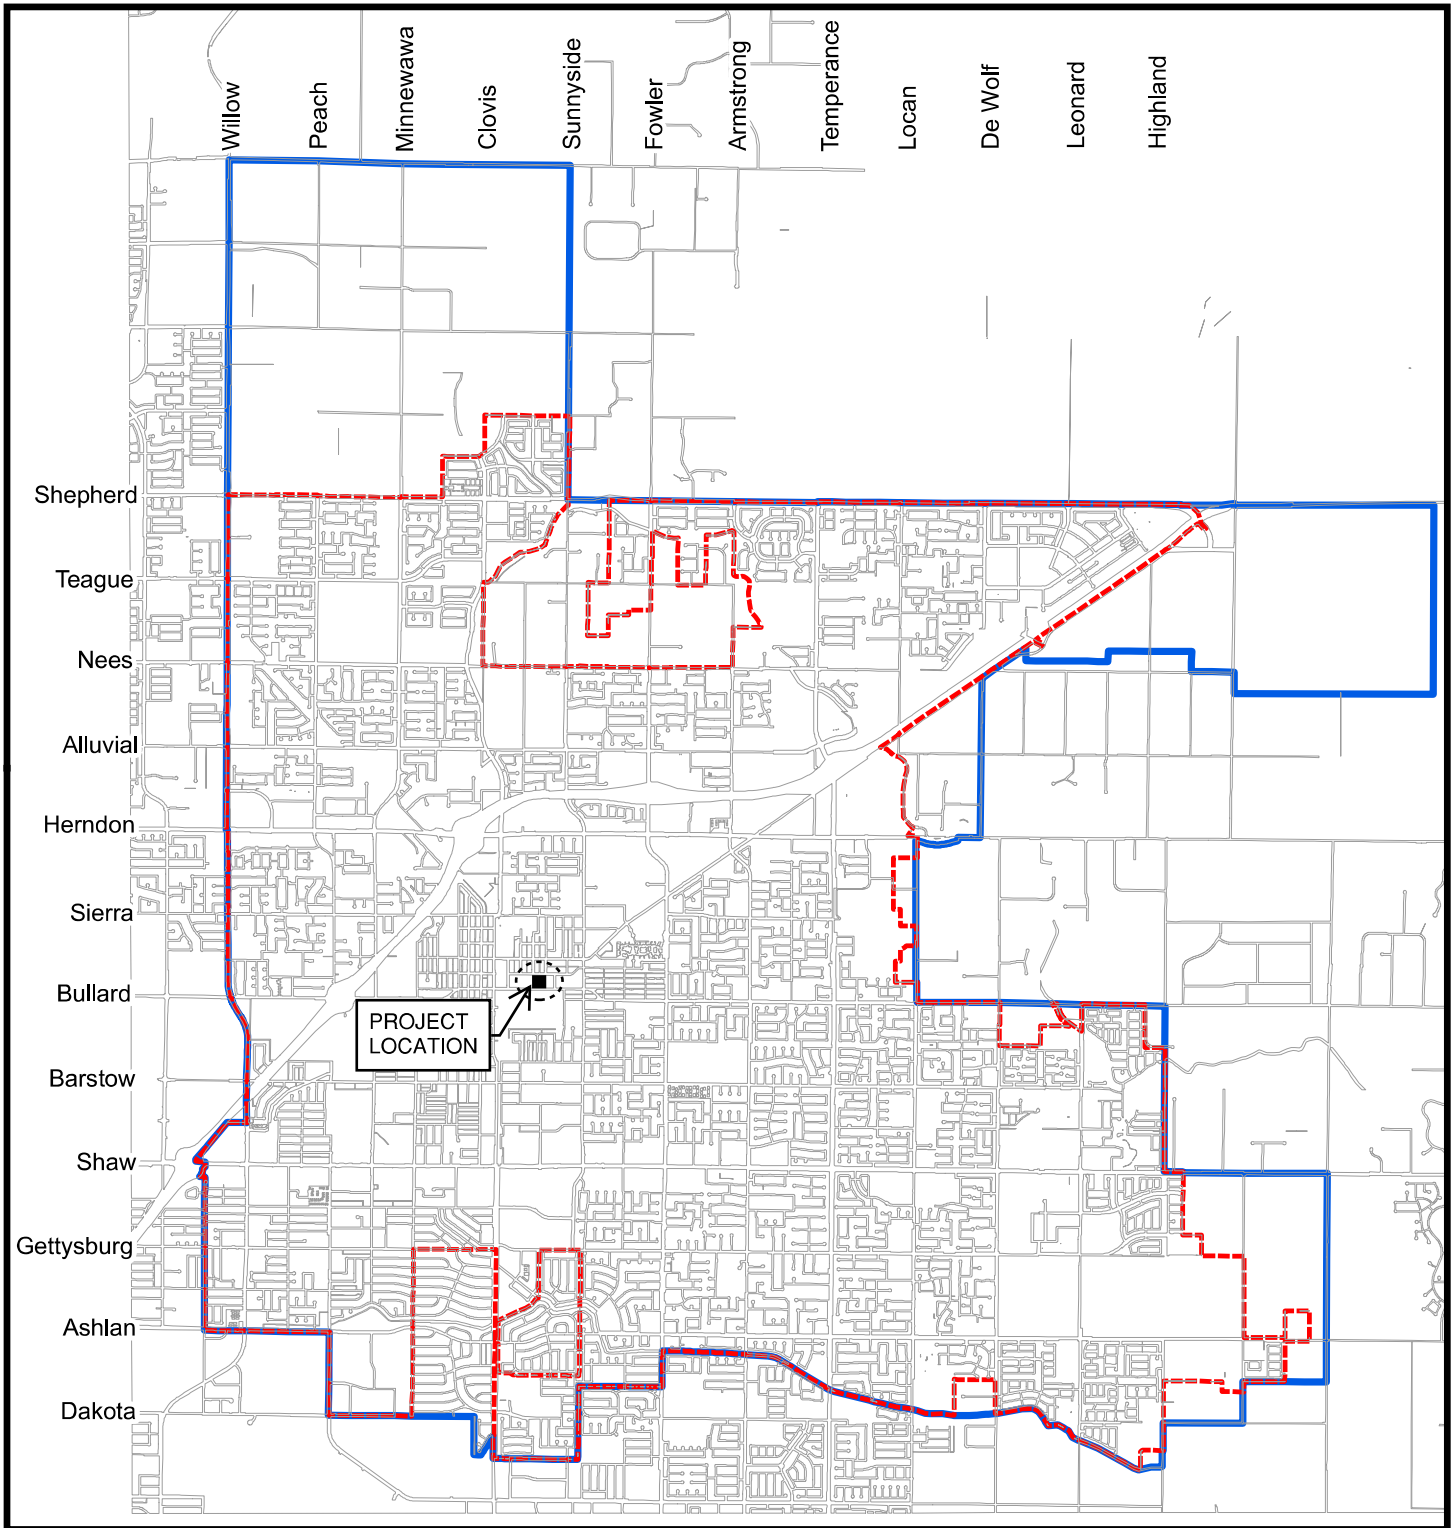 Willow
Peach
Minnewawa
Clovis
Sunnyside
Fowler
Armstrong
Temperance
Locan
De Wolf
Leonard
Highland
Shepherd
Teague
Nees
Alluvial
Herndon
Sierra
Bullard
PROJECT
LOCATION
Barstow
Shaw
Gettysburg
Ashlan
Dakota